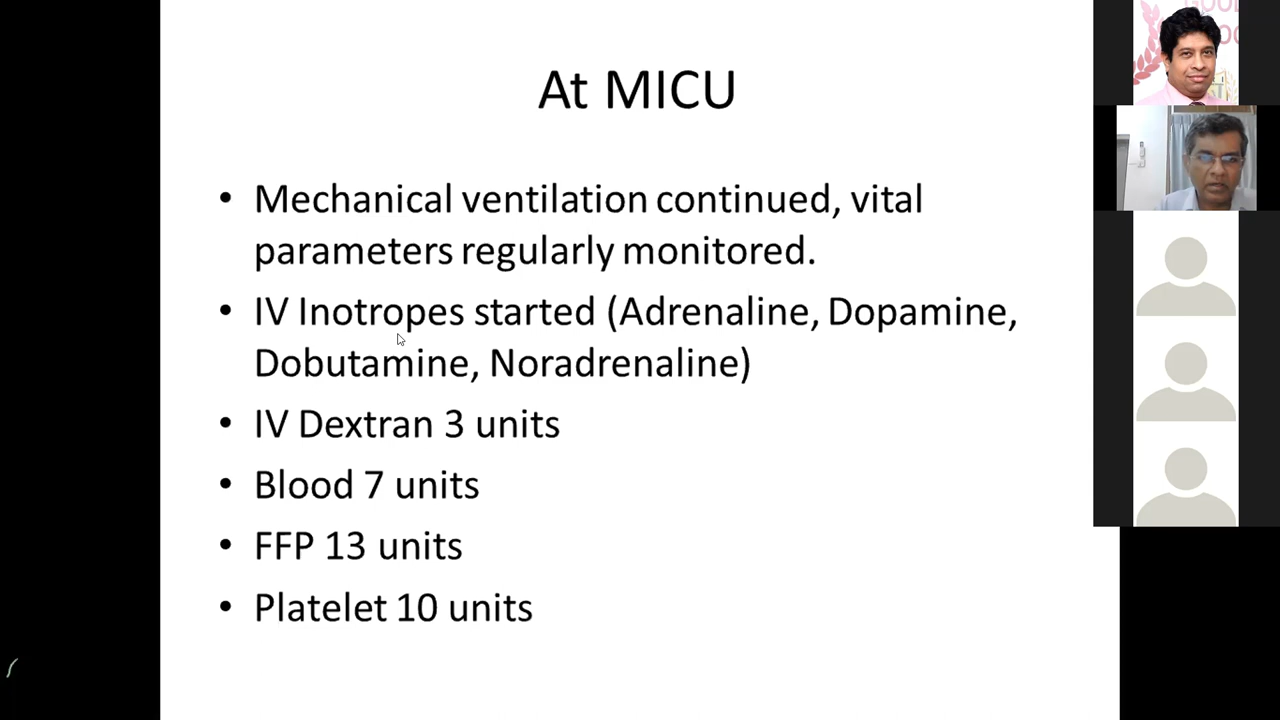 At MICU
• Mechanical ventilation continued, vital
parameters regularly monitored.
• IV Inotropes started (Adrenaline, Dopamine,
Dobutamine, Noradrenaline)
• IV Dextran 3 units
• Blood 7 units
• FFP 13 units
• Platelet 10 units